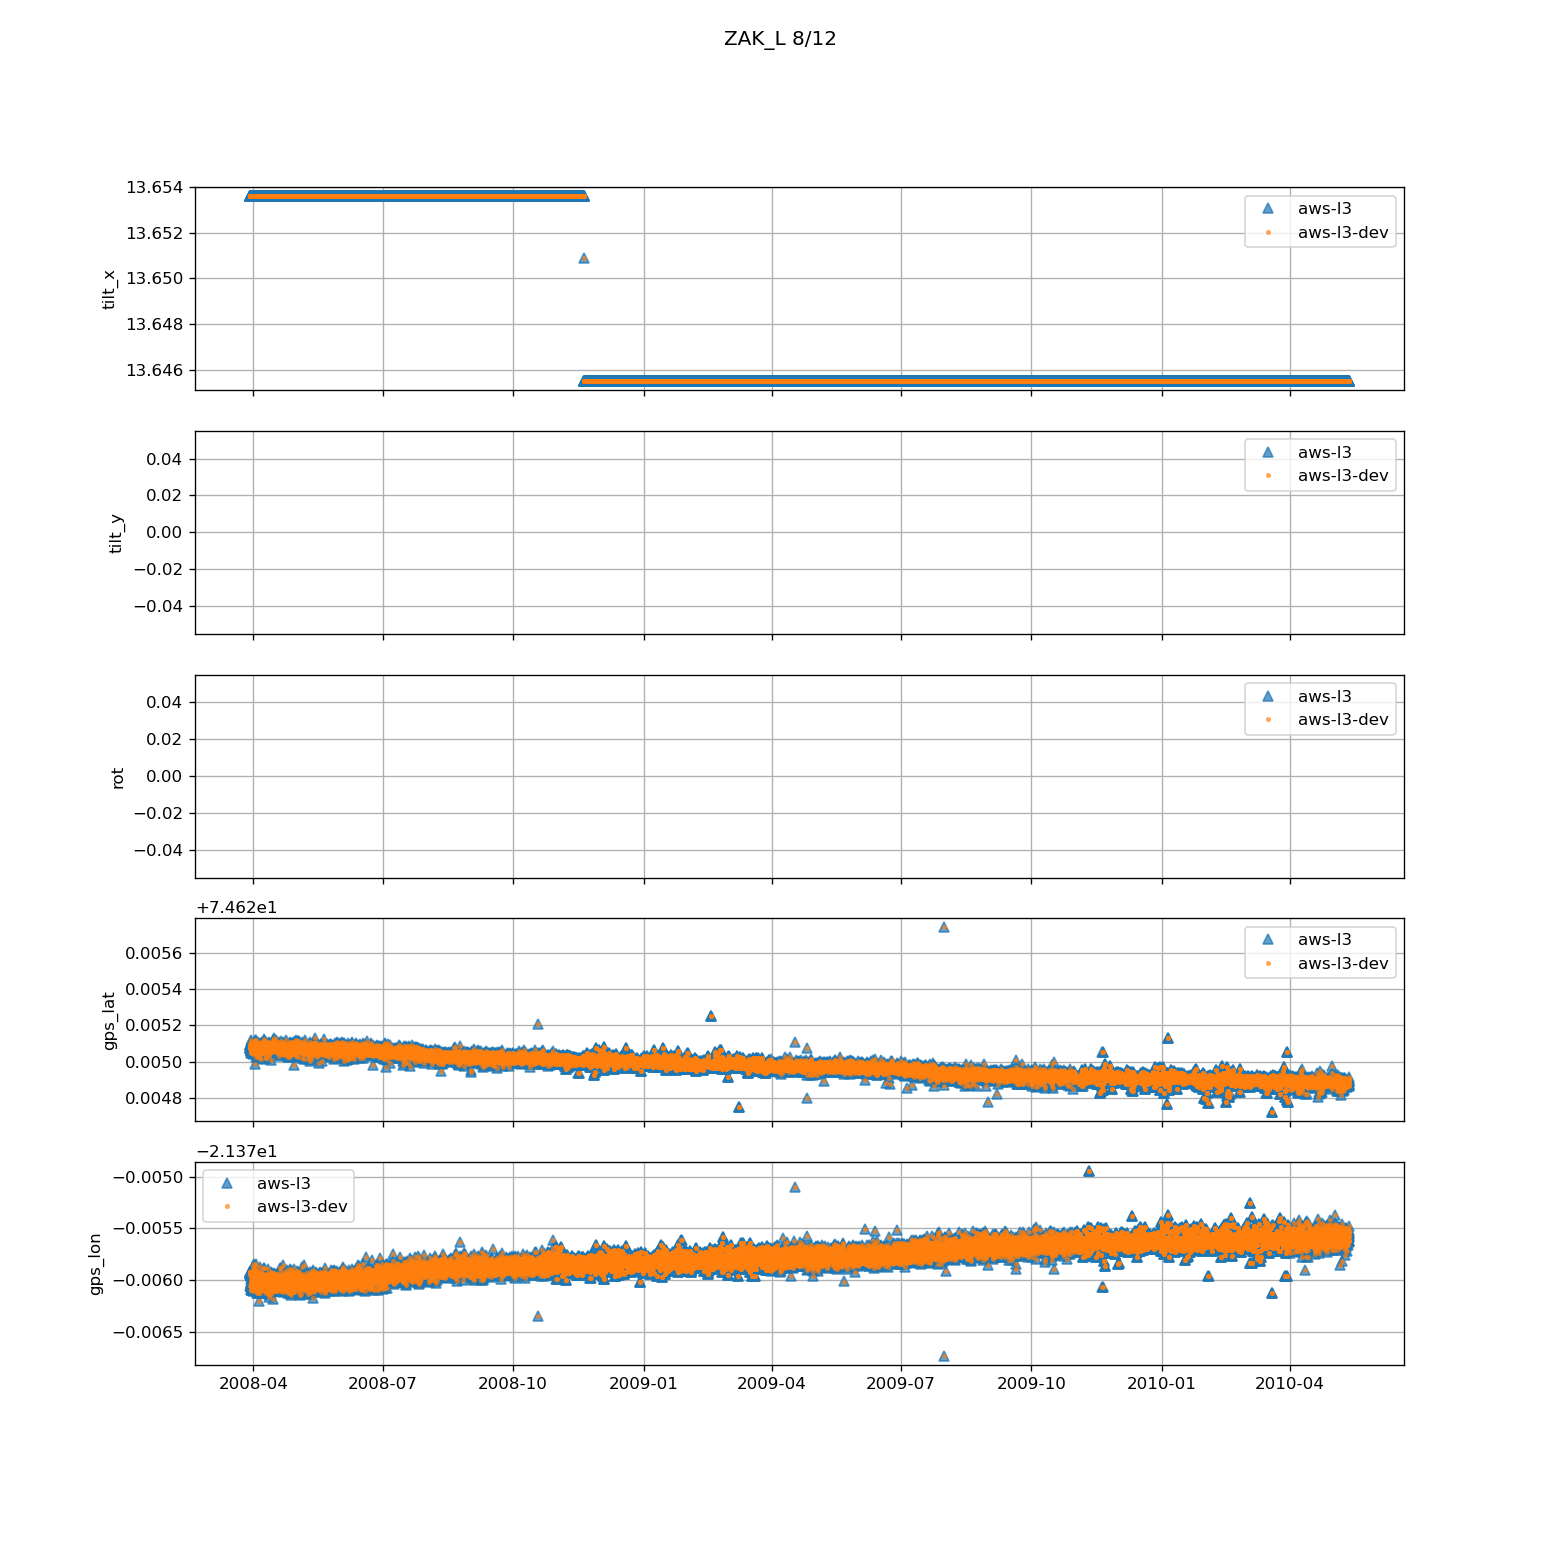 ZAK_L 8/12
13.654
13.652
13.650
13.648
13.646
tilt_x
aws-l3
aws-l3-dev
0.04
0.02
0.00
−0.02
−0.04
tilt_y
aws-l3
aws-l3-dev
0.04
0.02
0.00
−0.02
−0.04
rot
aws-l3
aws-l3-dev
+7.462e1
0.0056
0.0054
0.0052
0.0050
0.0048
gps_lat
aws-l3
aws-l3-dev
−2.137e1
−0.0050
−0.0055
−0.0060
−0.0065
gps_lon
aws-l3
aws-l3-dev
2008-04 2008-07 2008-10 2009-01 2009-04 2009-07 2009-10 2010-01 2010-04